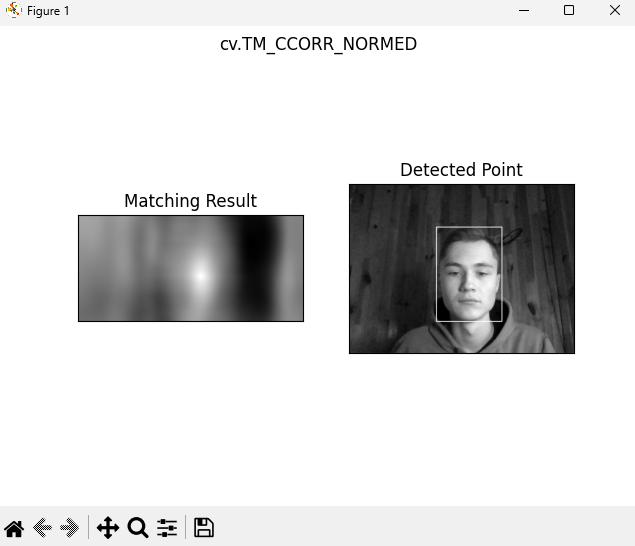 Figure 1
cv.TM_CCORR_NORMED
Detected Point
Matching Result